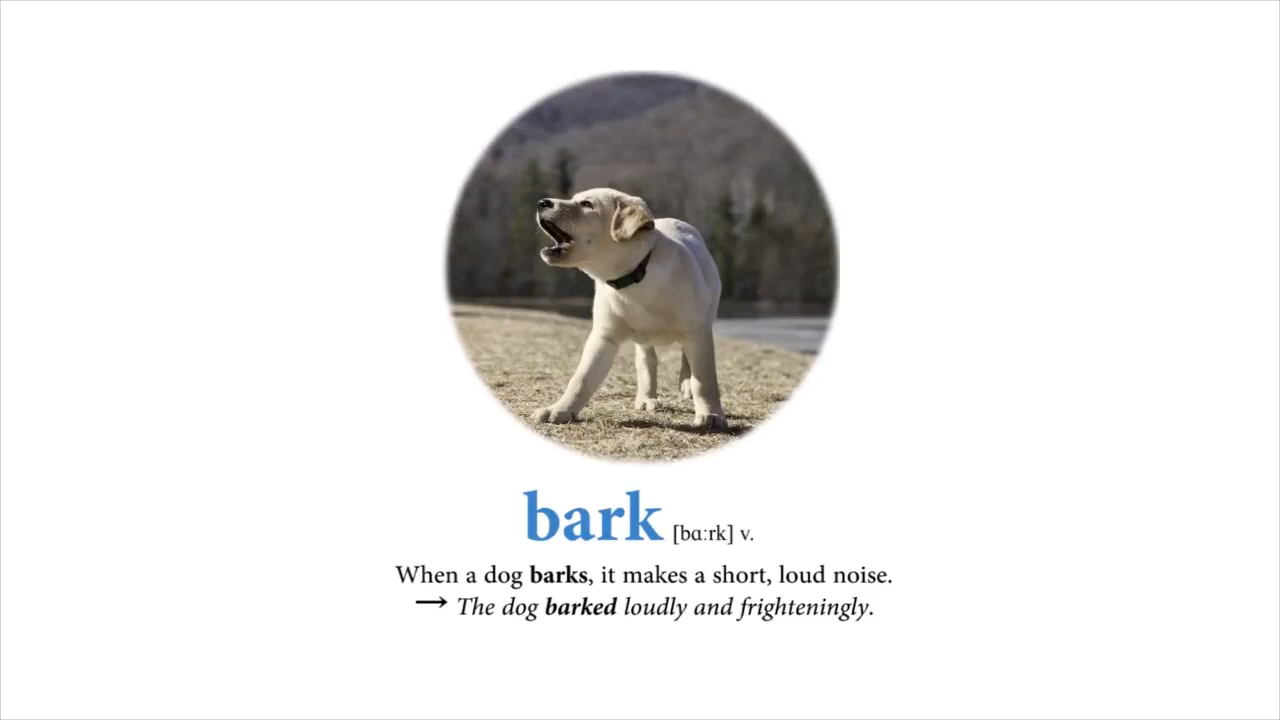 bark [bɑːrk] v.
When a dog barks, it makes a short, loud noise.
→ The dog barked loudly and frighteningly.